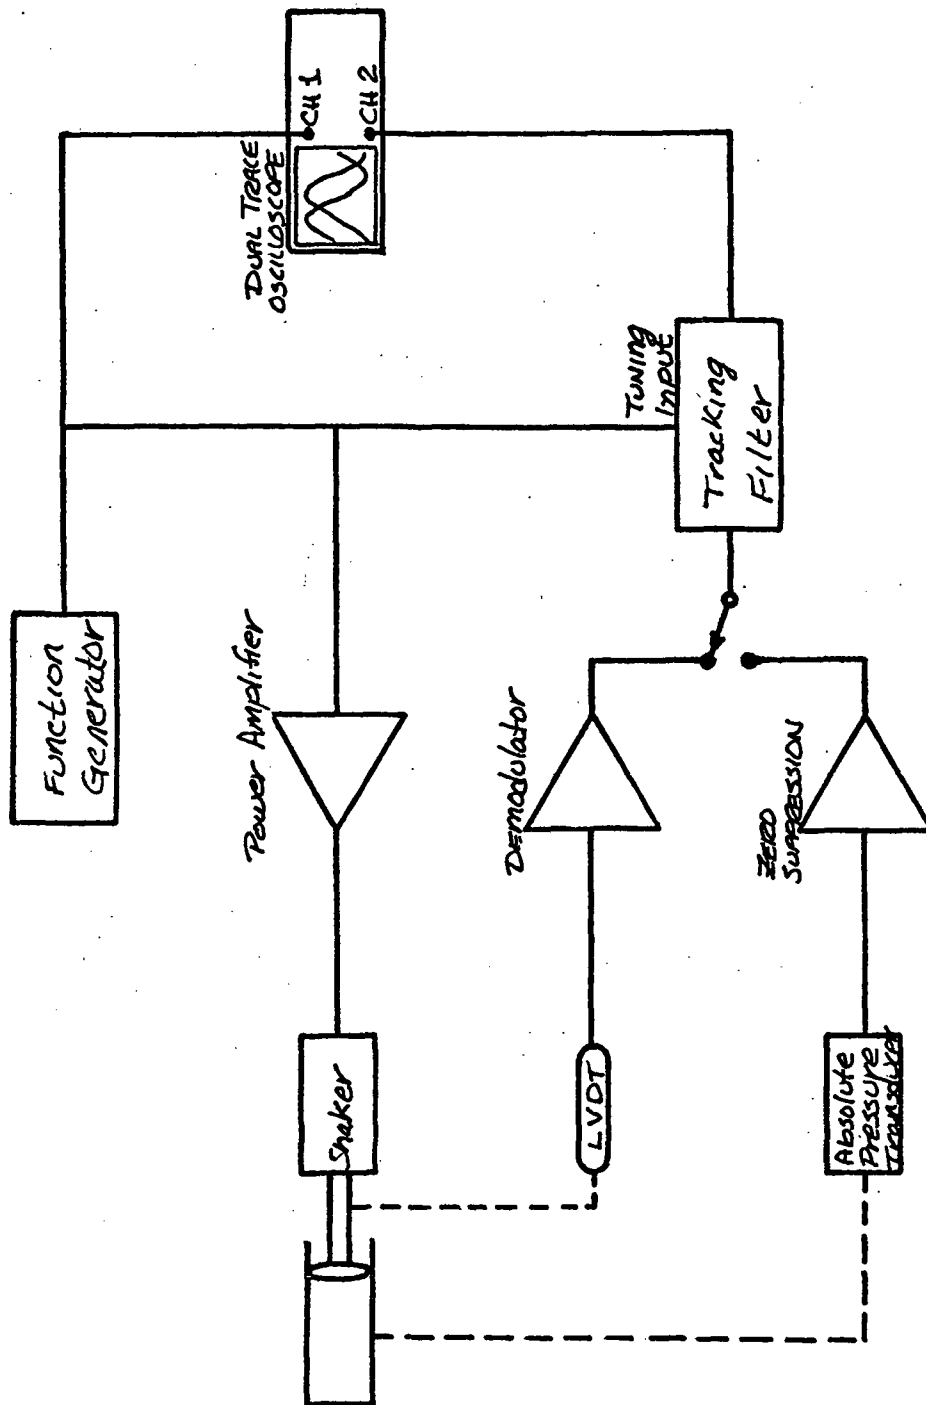 Function
Generator
DUAL TRACE
OSCILLOSCOPE
CH 1
CH 2
Power Amplifier
TUNING
INPUT
Tracking
Filter
Shaker
DEMODULATOR
LVDT
ZERO
SUPPRESSION
Absolute
Pressure
Transducer